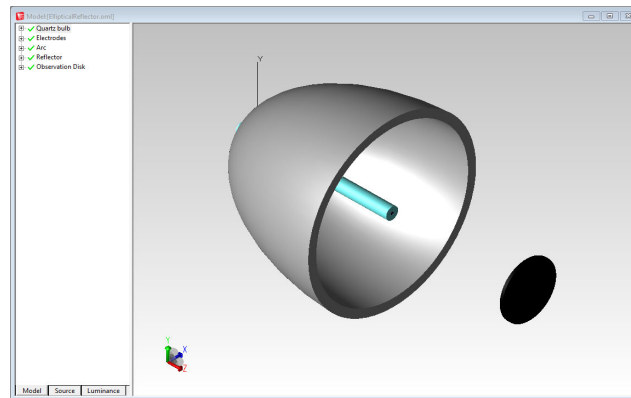 Model:[EllipticalReflector.oml]
Quartz bulb
Electrodes
Arc
Reflector
Observation Disk
Y
Y
X
Z
Model Source Luminance